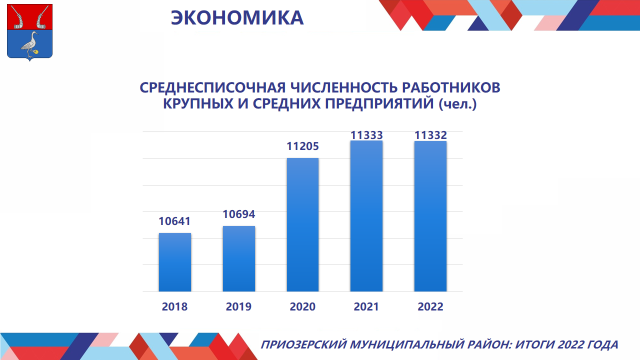 ЭКОНОМИКА
СРЕДНЕСПИСОЧНАЯ ЧИСЛЕННОСТЬ РАБОТНИКОВ
КРУПНЫХ И СРЕДНИХ ПРЕДПРИЯТИЙ (чел.)
10641
10694
11205
11333
11332
2018
2019
2020
2021
2022
ПРИОЗЕРСКИЙ МУНИЦИПАЛЬНЫЙ РАЙОН: ИТОГИ 2022 ГОДА